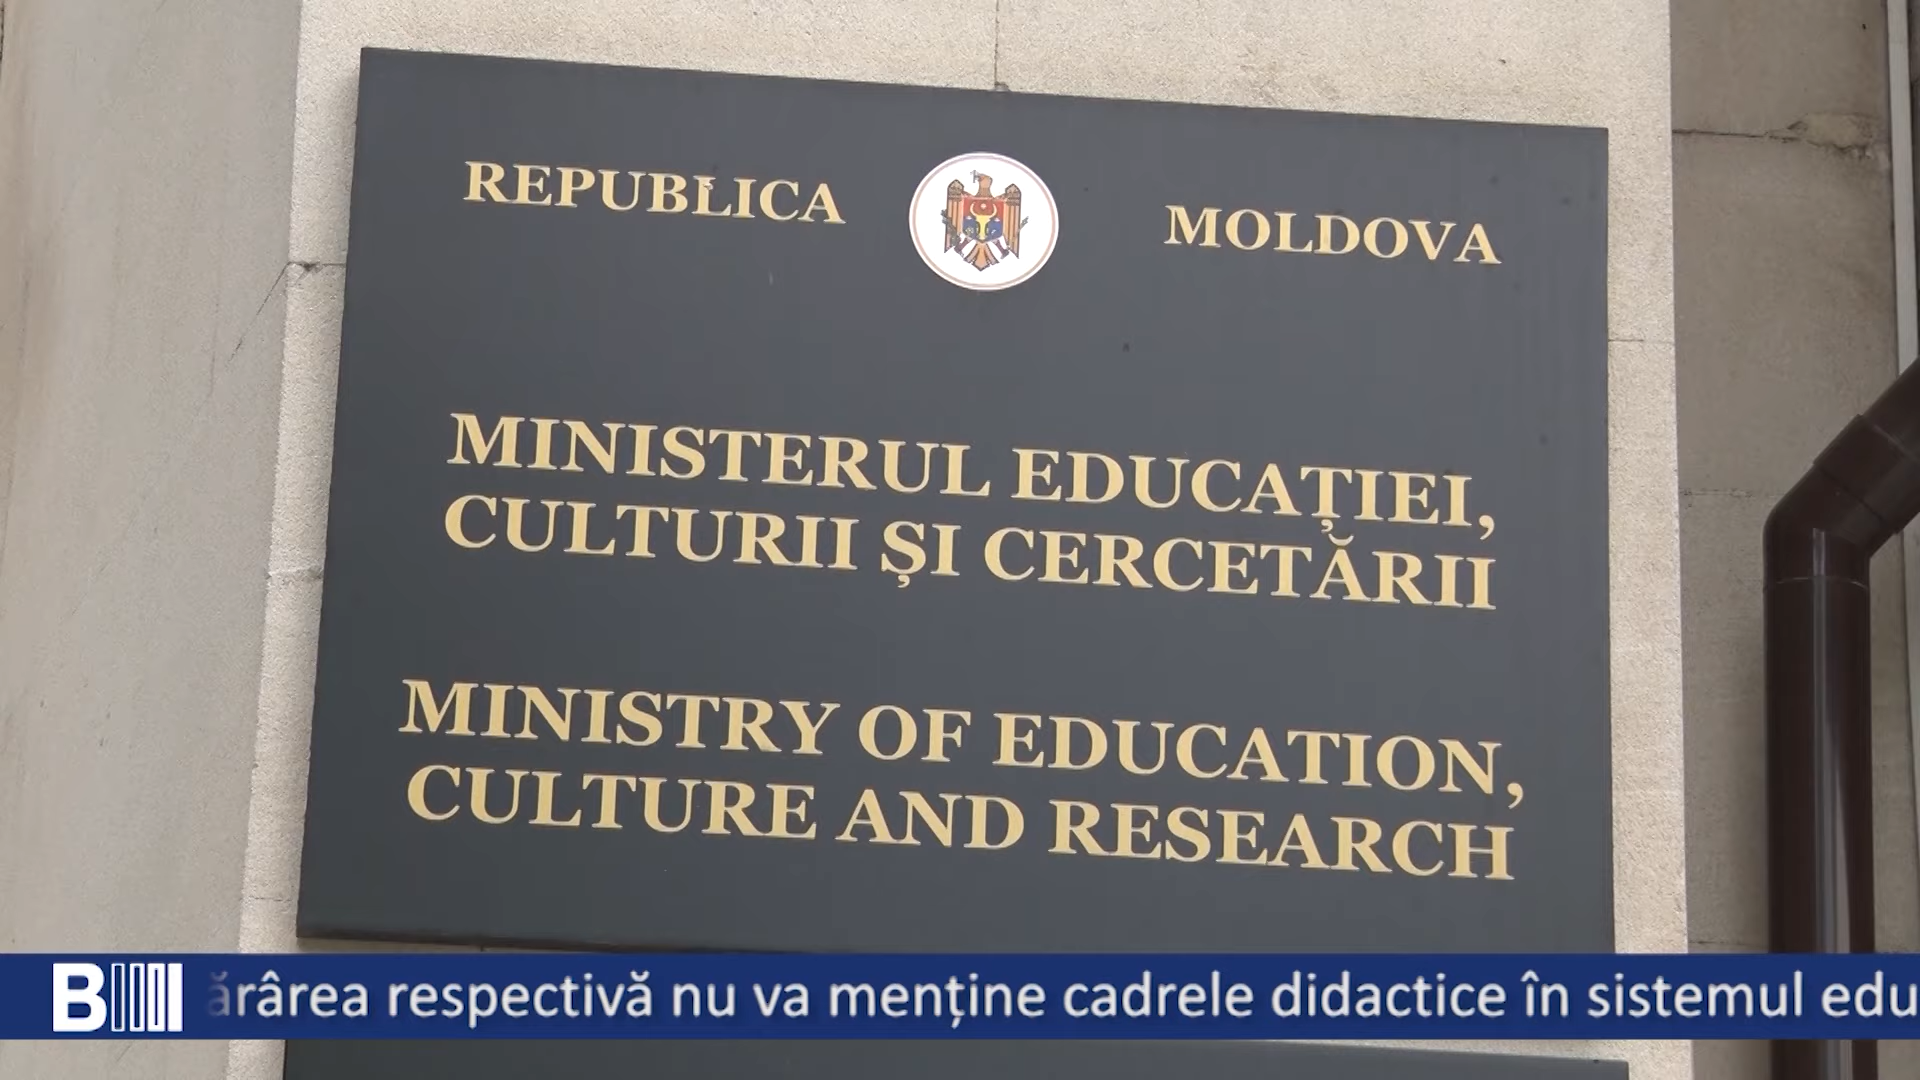 REPUBLICA MOLDOVA
MINISTERUL EDUCAȚIEI,
CULTURII ȘI CERCETĂRII
MINISTRY OF EDUCATION,
CULTURE AND RESEARCH
B ărârea respectivă nu va menține cadrele didactice în sistemul edu